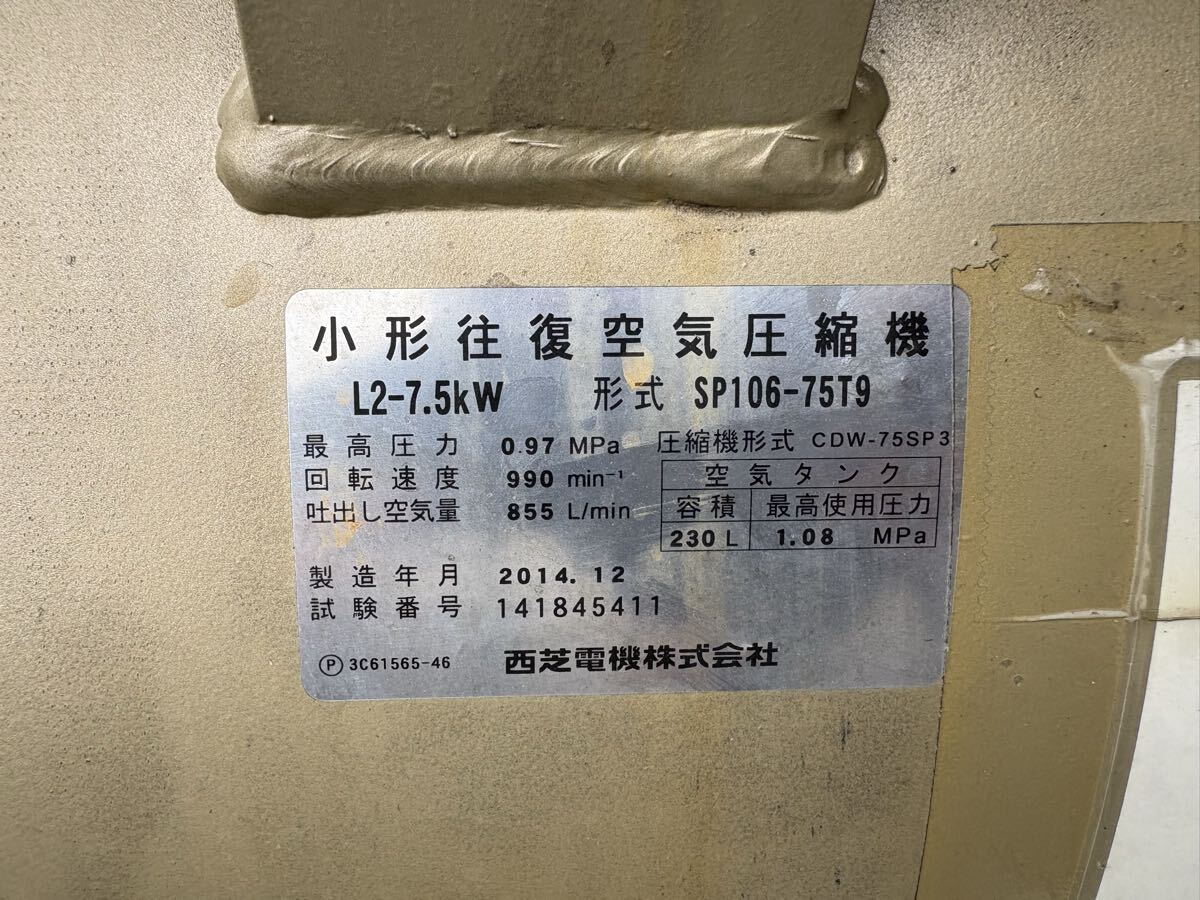 小形往復空気圧縮機
L2-7.5kW 形式 SP106-75T9
最高圧力 0.97 MPa 圧縮機形式 CDW-75SP3
回転速度 990 min⁻¹ 空気タンク
吐出し空気量 855 L/min 容積 最高使用圧力
230 L 1.08 MPa
製造年月 2014.12
試験番号 141845411
Ⓟ 3C61565-46 西芝電機株式会社